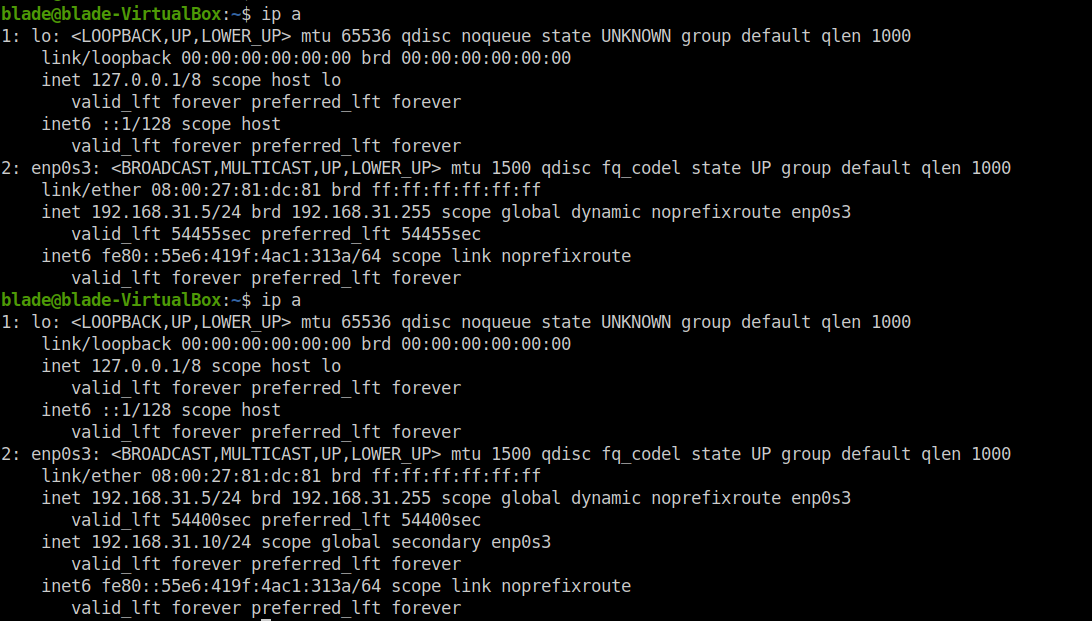 blade@blade-VirtualBox:~$ ip a
1: lo: <LOOPBACK,UP,LOWER_UP> mtu 65536 qdisc noqueue state UNKNOWN group default qlen 1000
    link/loopback 00:00:00:00:00:00 brd 00:00:00:00:00:00
    inet 127.0.0.1/8 scope host lo
       valid_lft forever preferred_lft forever
    inet6 ::1/128 scope host
       valid_lft forever preferred_lft forever
2: enp0s3: <BROADCAST,MULTICAST,UP,LOWER_UP> mtu 1500 qdisc fq_codel state UP group default qlen 1000
    link/ether 08:00:27:81:dc:81 brd ff:ff:ff:ff:ff:ff
    inet 192.168.31.5/24 brd 192.168.31.255 scope global dynamic noprefixroute enp0s3
       valid_lft 54455sec preferred_lft 54455sec
    inet6 fe80::55e6:419f:4ac1:313a/64 scope link noprefixroute
       valid_lft forever preferred_lft forever
blade@blade-VirtualBox:~$ ip a
1: lo: <LOOPBACK,UP,LOWER_UP> mtu 65536 qdisc noqueue state UNKNOWN group default qlen 1000
    link/loopback 00:00:00:00:00:00 brd 00:00:00:00:00:00
    inet 127.0.0.1/8 scope host lo
       valid_lft forever preferred_lft forever
    inet6 ::1/128 scope host
       valid_lft forever preferred_lft forever
2: enp0s3: <BROADCAST,MULTICAST,UP,LOWER_UP> mtu 1500 qdisc fq_codel state UP group default qlen 1000
    link/ether 08:00:27:81:dc:81 brd ff:ff:ff:ff:ff:ff
    inet 192.168.31.5/24 brd 192.168.31.255 scope global dynamic noprefixroute enp0s3
       valid_lft 54400sec preferred_lft 54400sec
    inet 192.168.31.10/24 scope global secondary enp0s3
       valid_lft forever preferred_lft forever
    inet6 fe80::55e6:419f:4ac1:313a/64 scope link noprefixroute
       valid_lft forever preferred_lft forever